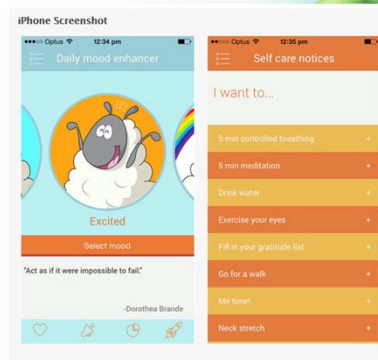 iPhone Screenshot
Optus 12:34 pm
Daily mood enhancer
Excited
Select mood
"Act as if it were impossible to fail."
-Dorothea Brande
Optus 12:35 pm
Self care notices
I want to...
5 min controlled breathing +
5 min meditation +
Drink water +
Exercise your eyes +
Fill in your gratitude list +
Go for a walk +
Me time! +
Neck stretch +